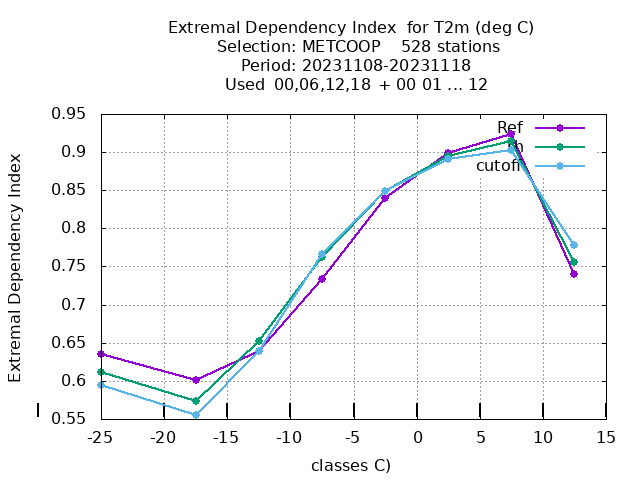 Extremal Dependency Index for T2m (deg C)
Selection: METCOOP 528 stations
Period: 20231108-20231118
Used 00,06,12,18 + 00 01 ... 12
Extremal Dependency Index
0.95
0.9
0.85
0.8
0.75
0.7
0.65
0.6
0.55
Ref
cutoff
-25 -20 -15 -10 -5 0 5 10 15
classes C)